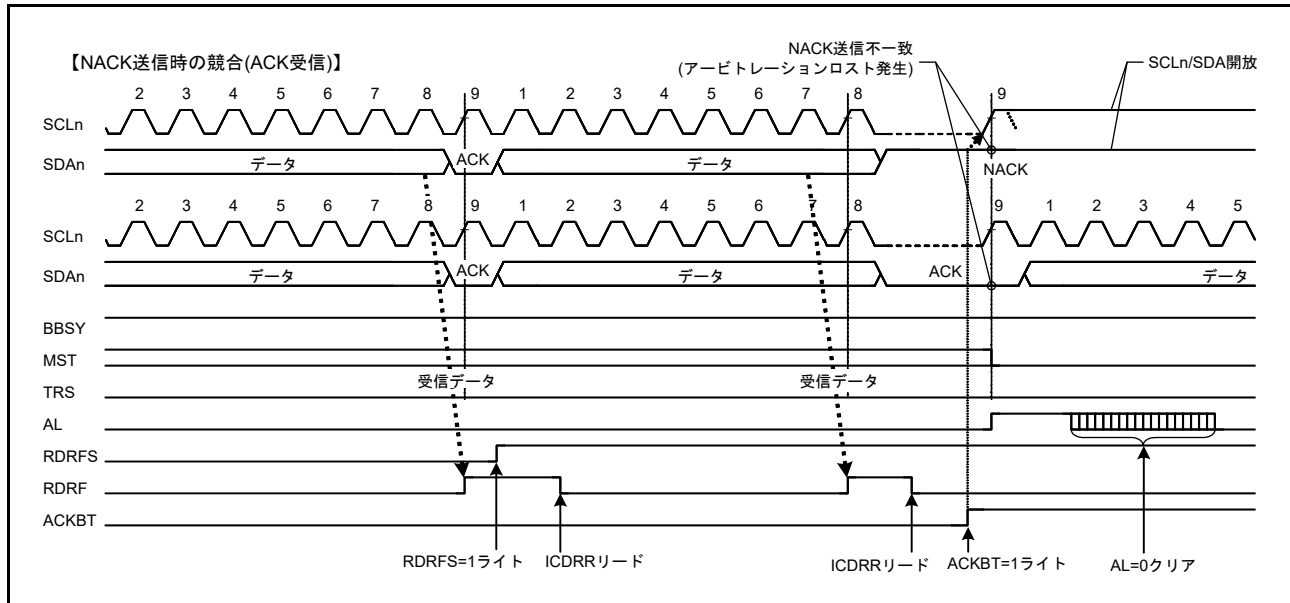 【NACK送信時の競合(ACK受信)】
NACK送信不一致
(アービトレーションロスト発生)
SCLn/SDA開放
2 3 4 5 6 7 8 9 1 2 3 4 5 6 7 8 9
SCLn
SDAn
データ
ACK
データ
NACK
2 3 4 5 6 7 8 9 1 2 3 4 5 6 7 8 9 1 2 3 4 5
SCLn
SDAn
データ
ACK
データ
ACK
データ
BBSY
MST
受信データ
受信データ
TRS
AL
RDRFS
RDRF
ACKBT
RDRFS=1ライト
ICDRRリード
ICDRRリード
ACKBT=1ライト
AL=0クリア